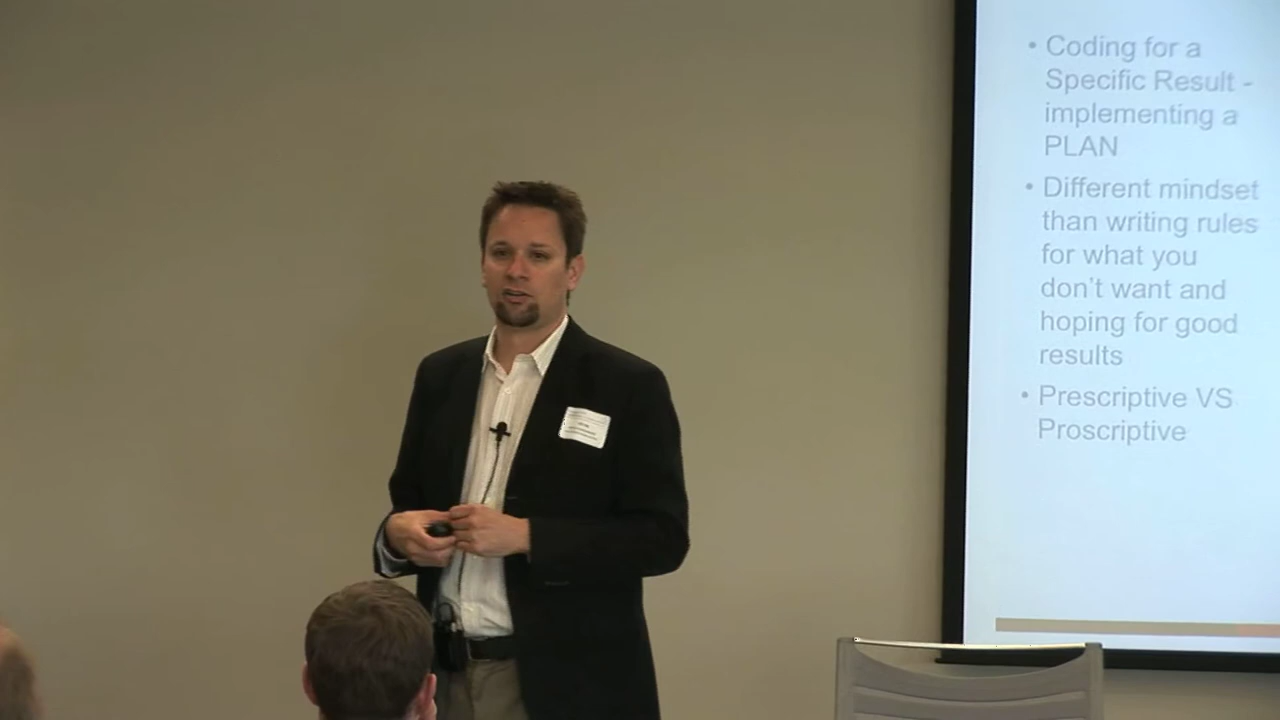 • Coding for a
Specific Result -
implementing a
PLAN
• Different mindset
than writing rules
for what you
don't want and
hoping for good
results
• Prescriptive VS
Proscriptive